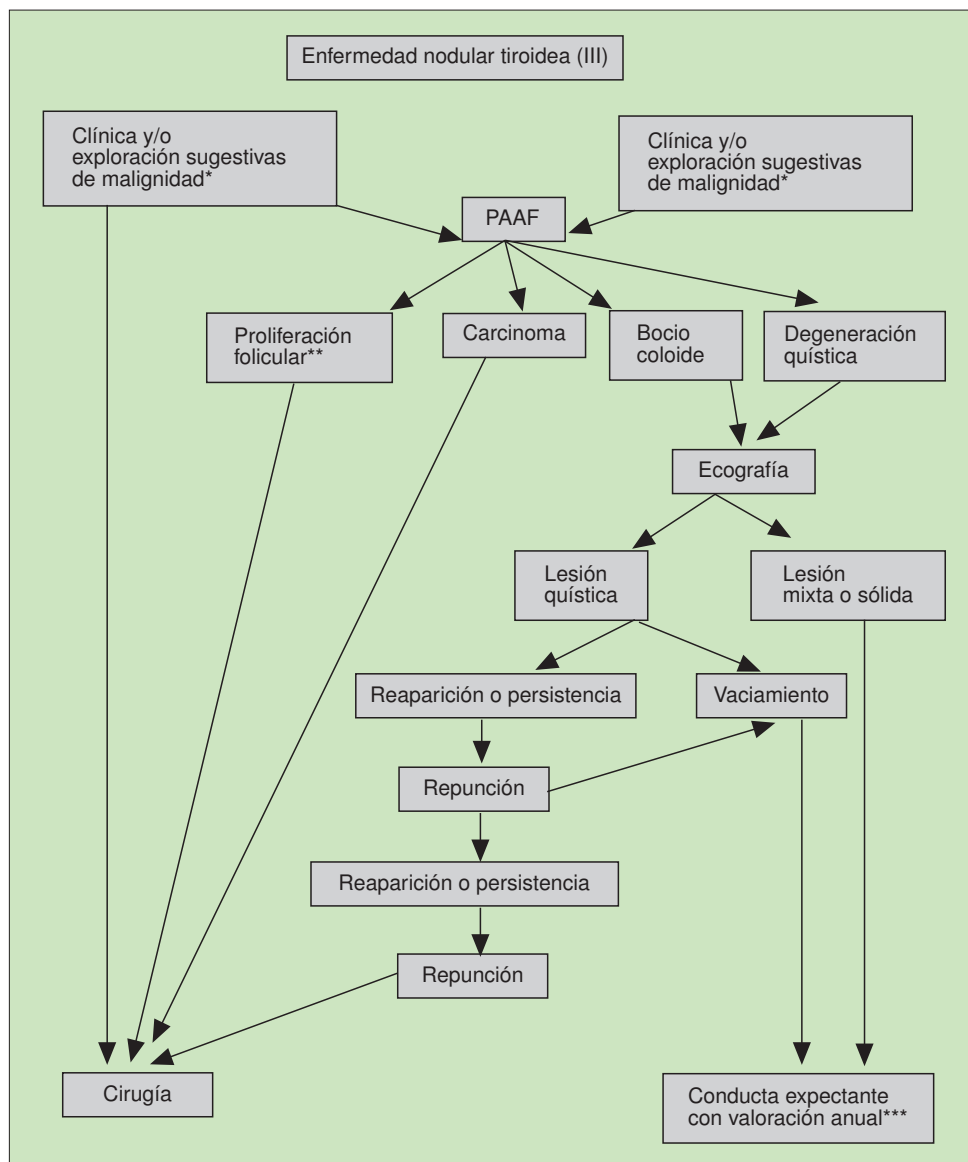 Enfermedad nodular tiroidea (III)
Clínica y/o
exploración sugestivas
de malignidad*
Clínica y/o
exploración sugestivas
de malignidad*
PAAF
Proliferación
folicular**
Carcinoma
Bocio
coloide
Degeneración
quística
Ecografía
Lesión
quística
Lesión
mixta o sólida
Reaparición o persistencia
Vaciamiento
Repunción
Reaparición o persistencia
Repunción
Cirugía
Conducta expectante
con valoración anual***